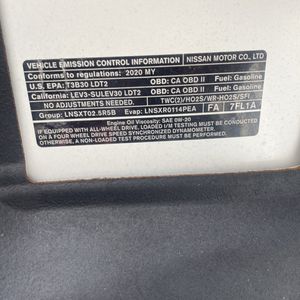 VEHICLE EMISSION CONTROL INFORMATION NISSAN MOTOR CO., LTD
Conforms to regulations: 2020 MY
U.S. EPA: T3B30 LDT2 OBD: CA OBD II Fuel: Gasoline
California: LEV3-SULEV30 LDT2 OBD: CA OBD II Fuel: Gasoline
NO ADJUSTMENTS NEEDED. TWC(2)/HO2S/WR-HO2S/SFI
Group: LNSXT02.5R5B Evap: LNSXR0114PEA FA 7FL1A
Engine Oil Viscosity: SAE 0W-20
IF EQUIPPED WITH ALL-WHEEL-DRIVE, LOADED I/M TESTING MUST BE CONDUCTED
ON A 4-WHEEL DRIVE SPEED SYNCHRONIZED DYNAMOMETER.
OTHERWISE, A NON-LOADED TEST PROCEDURE MUST BE CONDUCTED.